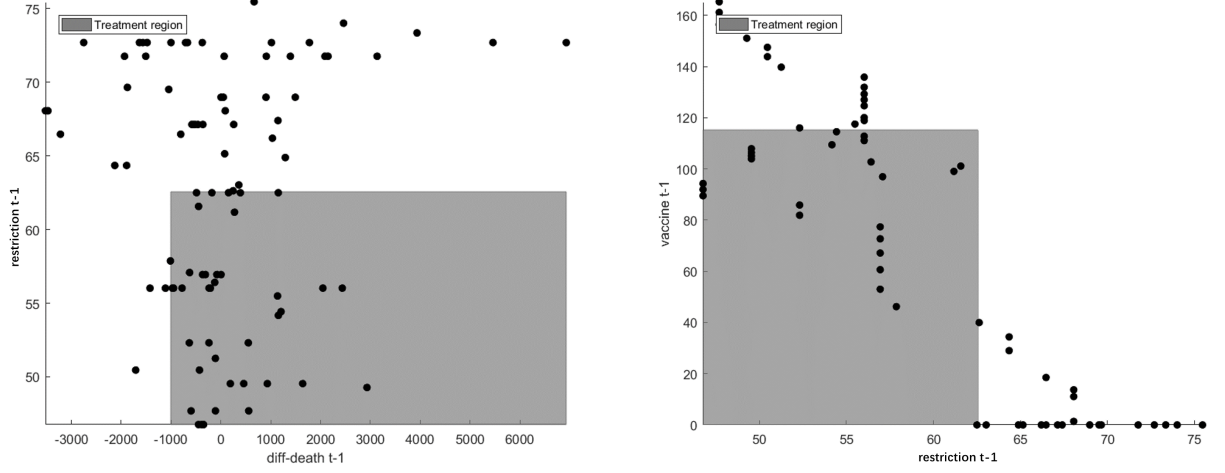 75
70
65
60
55
50
restriction t-1
Treatment region
-3000 -2000 -1000 0 1000 2000 3000 4000 5000 6000
diff-death t-1
160
140
120
100
80
60
40
20
0
vaccine t-1
Treatment region
50 55 60 65 70 75
restriction t-1